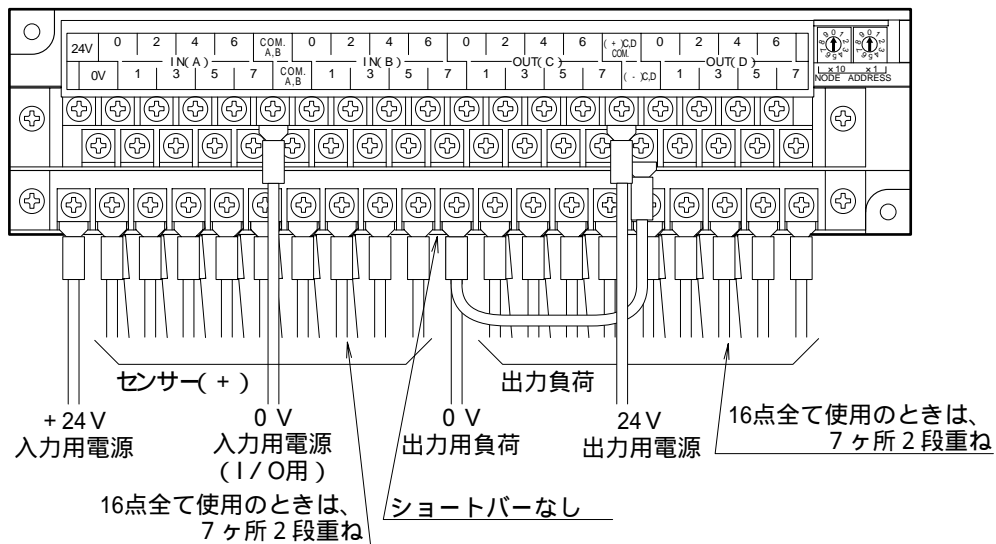 24V 0 2 4 6 COM. A,B 0 2 4 6 0 2 4 6 (+)C,D COM. 0 2 4 6
IN(A) IN(B) OUT(C) OUT(D)
0V 1 3 5 7 COM. A,B 1 3 5 7 1 3 5 7 (-)C,D 1 3 5 7
x10 x1
NODE ADDRESS
センサー(+)
出力負荷
+24V
入力用電源
0V
入力用電源
(I/O用)
0V
出力用負荷
24V
出力用電源
16点全て使用のときは、
7ヶ所2段重ね
16点全て使用のときは、
7ヶ所2段重ね
ショートバーなし